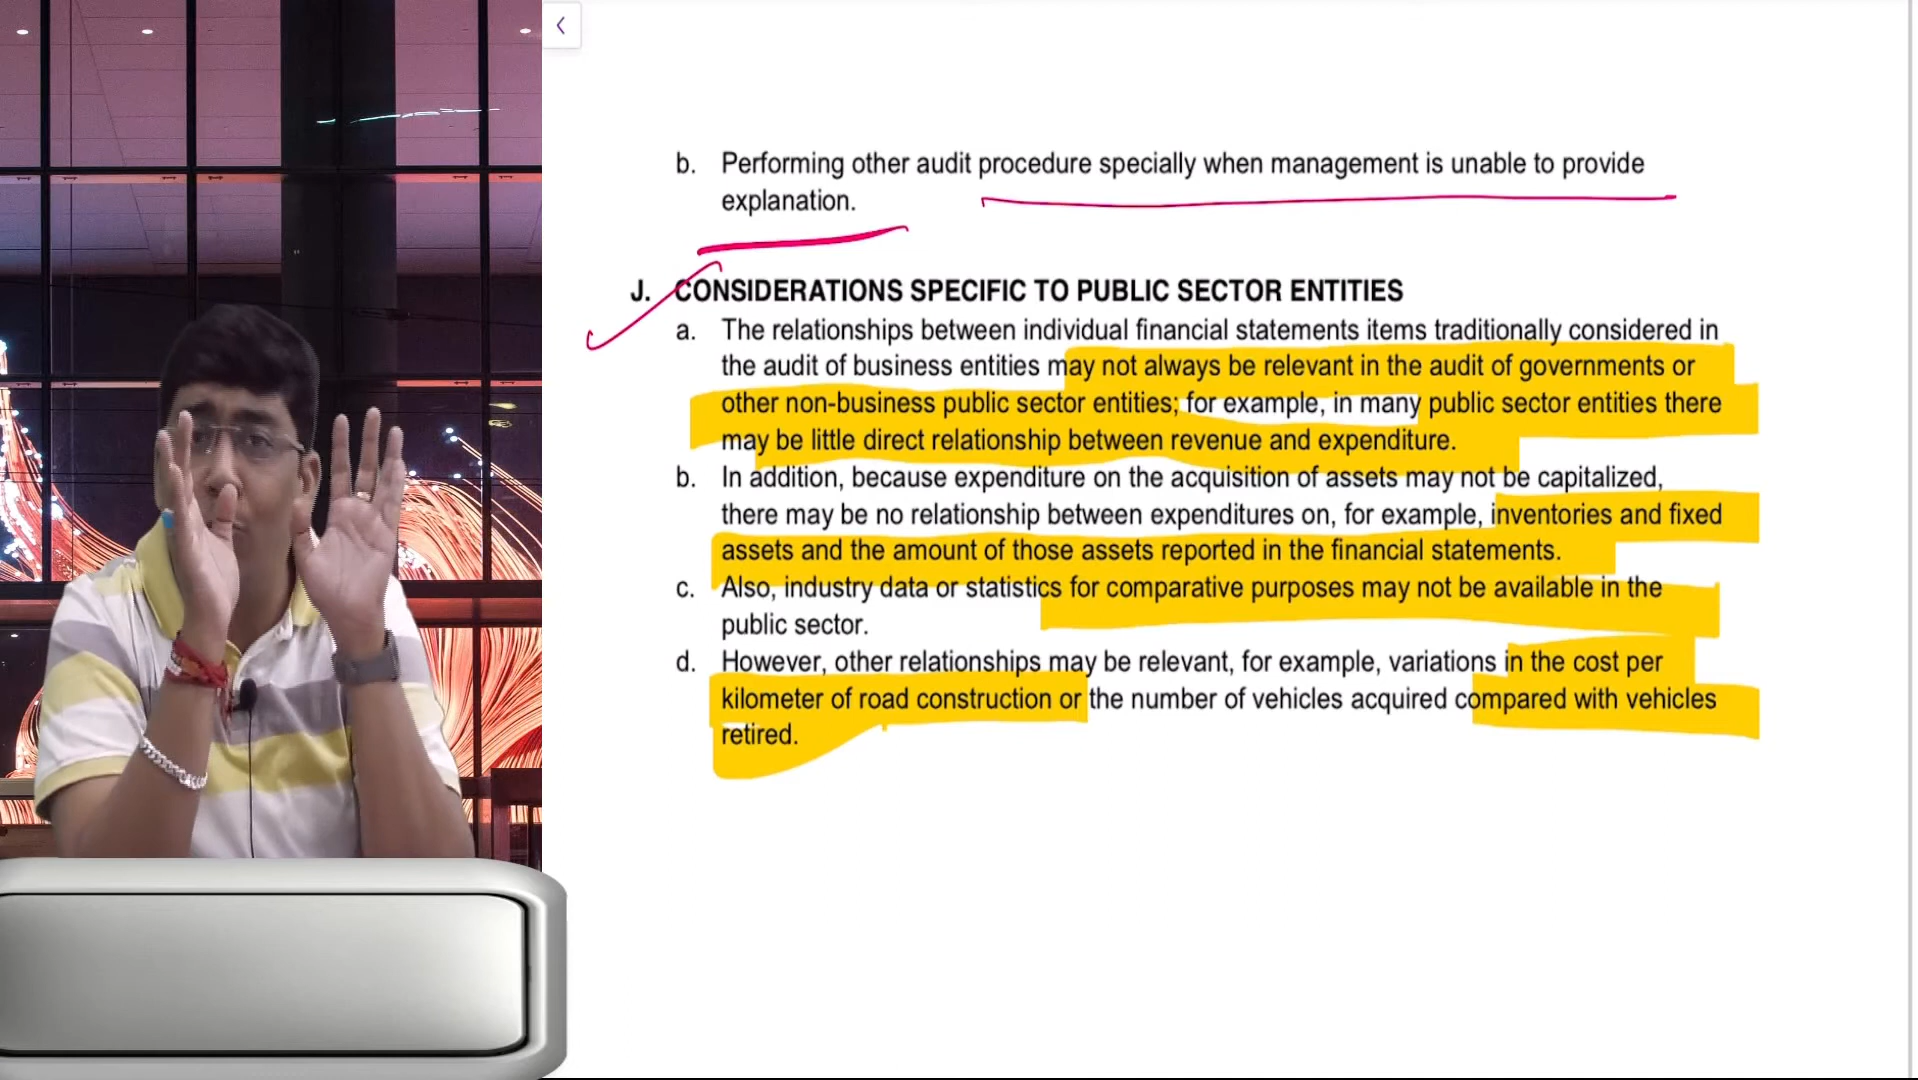 b. Performing other audit procedure specially when management is unable to provide
explanation.
J. CONSIDERATIONS SPECIFIC TO PUBLIC SECTOR ENTITIES
a. The relationships between individual financial statements items traditionally considered in
the audit of business entities may not always be relevant in the audit of governments or
other non-business public sector entities; for example, in many public sector entities there
may be little direct relationship between revenue and expenditure.
b. In addition, because expenditure on the acquisition of assets may not be capitalized,
there may be no relationship between expenditures on, for example, inventories and fixed
assets and the amount of those assets reported in the financial statements.
c. Also, industry data or statistics for comparative purposes may not be available in the
public sector.
d. However, other relationships may be relevant, for example, variations in the cost per
kilometer of road construction or the number of vehicles acquired compared with vehicles
retired.